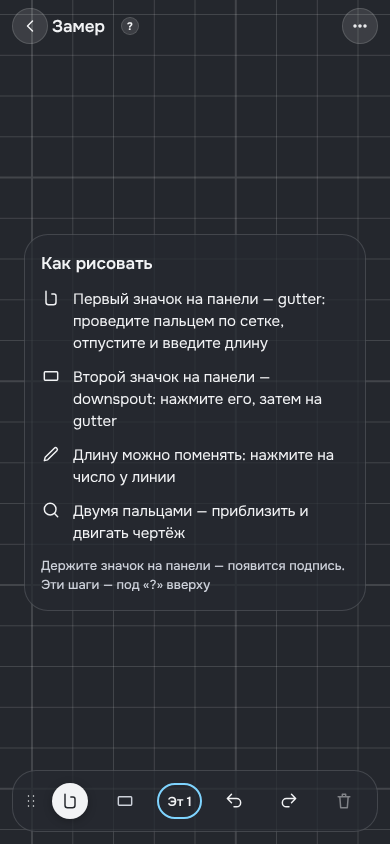 Замер ?
Как рисовать
Первый значок на панели — gutter:
проведите пальцем по сетке,
отпустите и введите длину
Второй значок на панели —
downspout: нажмите его, затем на
gutter
Длину можно поменять: нажмите на
число у линии
Двумя пальцами — приблизить и
двигать чертёж
Держите значок на панели — появится подпись.
Эти шаги — под «?» вверху
Эт 1